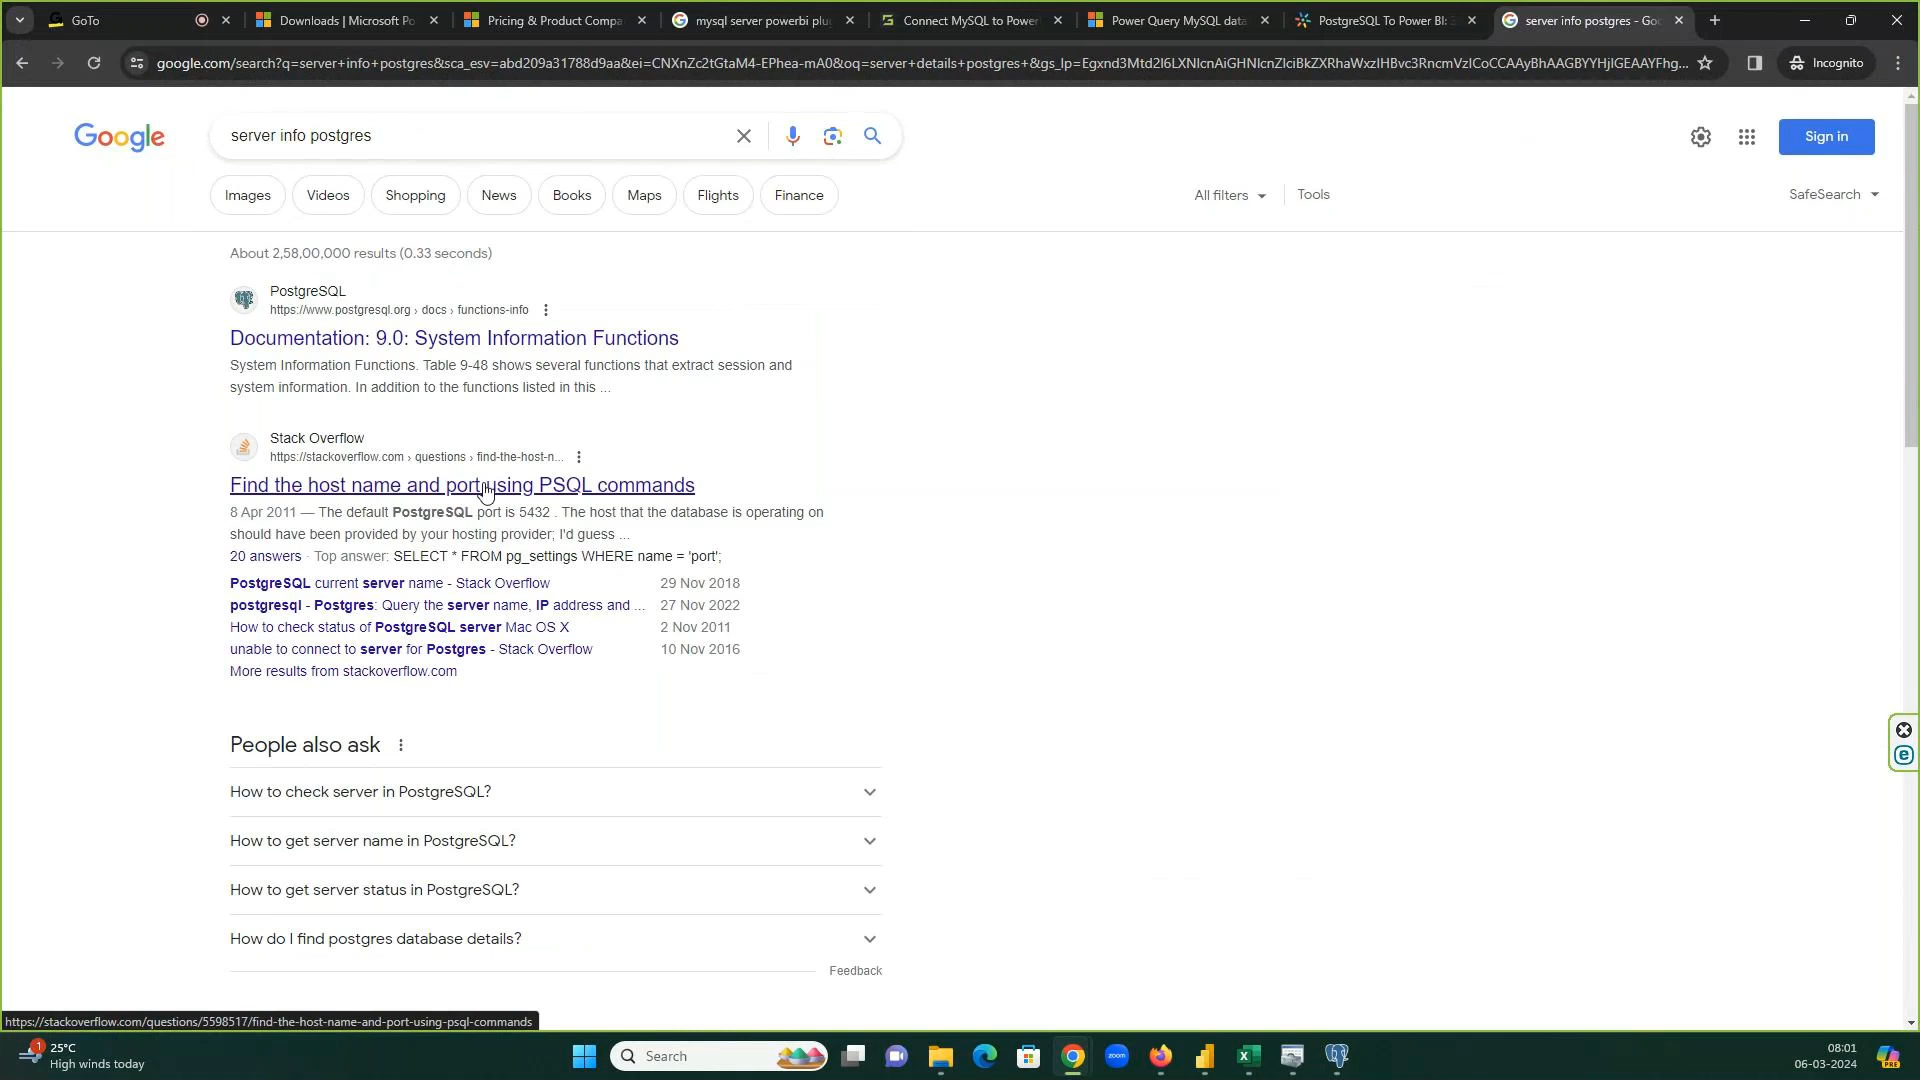 GoTo
Downloads | Microsoft Po
Pricing & Product Compa
mysql server powerbi plu
Connect MySQL to Power
Power Query MySQL data
PostgreSQL To Power BI: 3
server info postgres - Goo
google.com/search?q=server+info+postgres&sca_esv=abd209a31788d9aa&ei=CNXnZc2tGtaM4-EPhea-mA0&oq=server+details+postgres+&gs_lp=Egxnd3Mtd2l6LXNlcnAiGHNlcnZlciBkZXRhaWxzIHBvc3RncmVzICoCCAAyBhAAGBYYHjIGEAAYFhg...
Incognito
Google
server info postgres
Sign in
Images
Videos
Shopping
News
Books
Maps
Flights
Finance
All filters
Tools
SafeSearch
About 2,58,00,000 results (0.33 seconds)
PostgreSQL
https://www.postgresql.org › docs › functions-info
Documentation: 9.0: System Information Functions
System Information Functions. Table 9-48 shows several functions that extract session and
system information. In addition to the functions listed in this ...
Stack Overflow
https://stackoverflow.com › questions › find-the-host-n...
Find the host name and port using PSQL commands
8 Apr 2011 — The default PostgreSQL port is 5432 . The host that the database is operating on
should have been provided by your hosting provider; I'd guess ...
20 answers · Top answer: SELECT * FROM pg_settings WHERE name = 'port';
PostgreSQL current server name - Stack Overflow 29 Nov 2018
postgresql - Postgres: Query the server name, IP address and ... 27 Nov 2022
How to check status of PostgreSQL server Mac OS X 2 Nov 2011
unable to connect to server for Postgres - Stack Overflow 10 Nov 2016
More results from stackoverflow.com
People also ask
How to check server in PostgreSQL?
How to get server name in PostgreSQL?
How to get server status in PostgreSQL?
How do I find postgres database details?
Feedback
https://stackoverflow.com/questions/5598517/find-the-host-name-and-port-using-psql-commands
1
25°C
High winds today
Search
zoom
08:01
06-03-2024
PRE